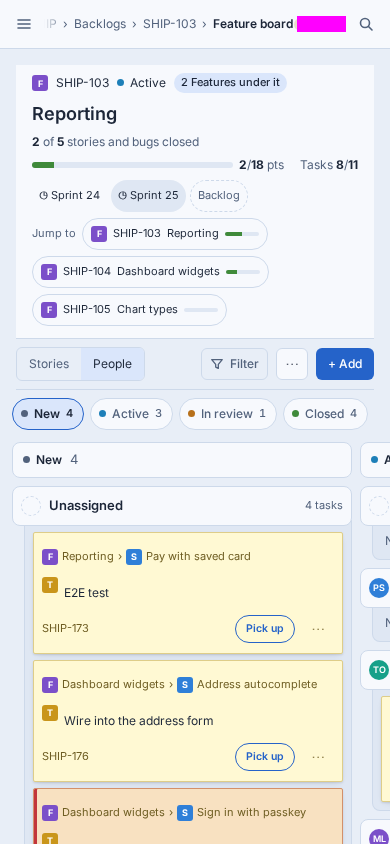 › Backlogs › SHIP-103 › Feature board
F SHIP-103 Active 2 Features under it
Reporting
2 of 5 stories and bugs closed
2/18 pts Tasks 8/11
Sprint 24 Sprint 25 Backlog
Jump to F SHIP-103 Reporting
F SHIP-104 Dashboard widgets
F SHIP-105 Chart types
Stories People Filter ... + Add
New 4 Active 3 In review 1 Closed 4
New 4
Unassigned 4 tasks
F Reporting › S Pay with saved card
T E2E test
SHIP-173 Pick up ...
PS
TO
F Dashboard widgets › S Address autocomplete
T Wire into the address form
SHIP-176 Pick up ...
F Dashboard widgets › S Sign in with passkey
T
ML